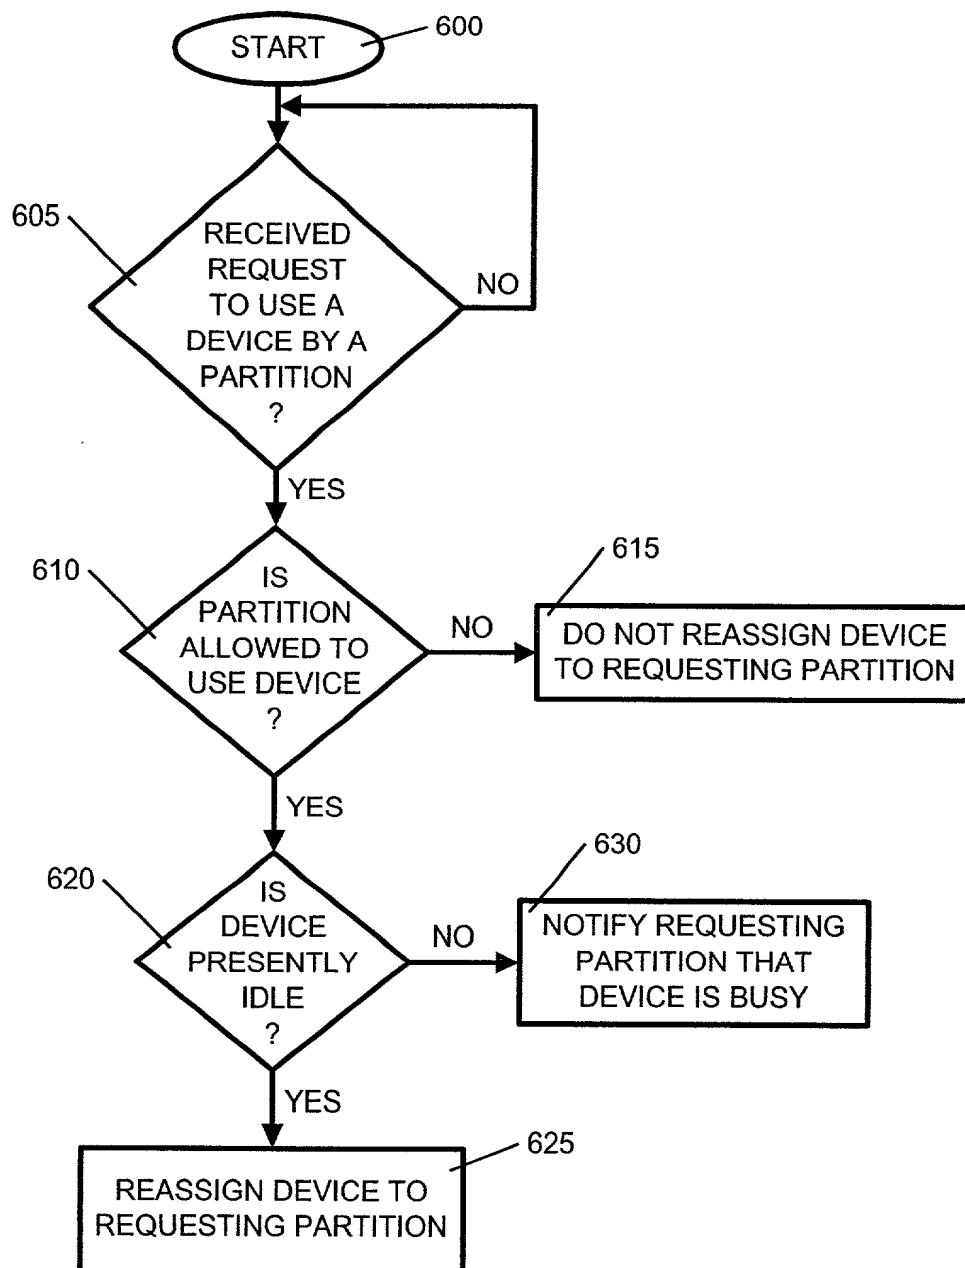 START
600
605
RECEIVED
REQUEST
TO USE A
DEVICE BY A
PARTITION
?
NO
YES
610
IS
PARTITION
ALLOWED TO
USE DEVICE
?
NO
615
DO NOT REASSIGN DEVICE
TO REQUESTING PARTITION
YES
620
IS
DEVICE
PRESENTLY
IDLE
?
NO
630
NOTIFY REQUESTING
PARTITION THAT
DEVICE IS BUSY
YES
625
REASSIGN DEVICE TO
REQUESTING PARTITION